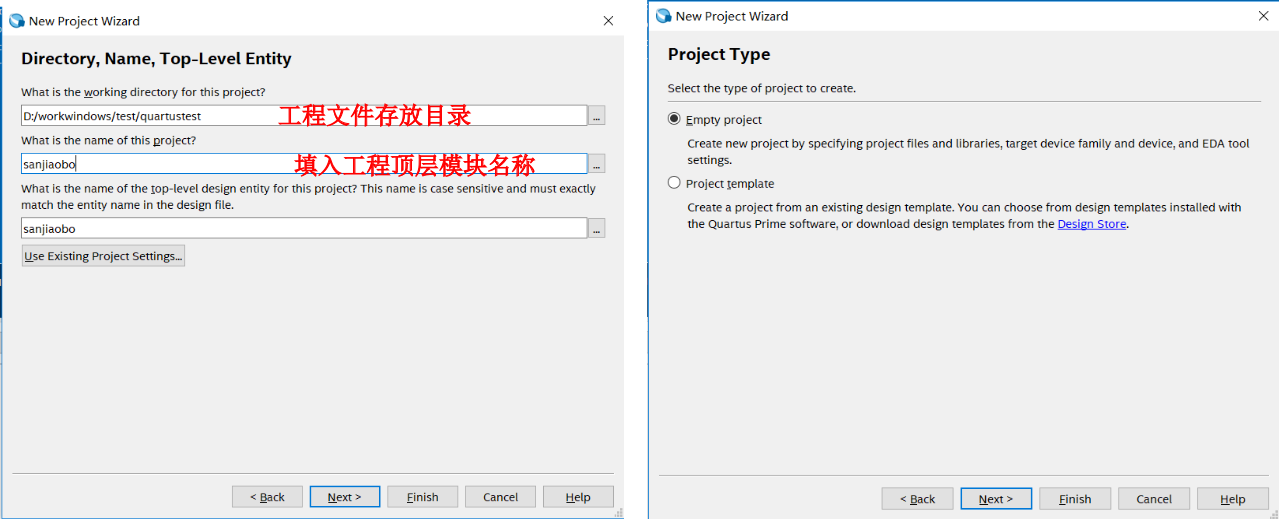 New Project Wizard
Directory, Name, Top-Level Entity
What is the working directory for this project?
D:/workwindows/test/quartustest
工程文件存放目录
...
What is the name of this project?
sanjiaobo
填入工程顶层模块名称
...
What is the name of the top-level design entity for this project? This name is case sensitive and must exactly
match the entity name in the design file.
sanjiaobo
...
Use Existing Project Settings...
< Back
Next >
Finish
Cancel
Help
New Project Wizard
Project Type
Select the type of project to create.
Empty project
Create new project by specifying project files and libraries, target device family and device, and EDA tool
settings.
Project template
Create a project from an existing design template. You can choose from design templates installed with
the Quartus Prime software, or download design templates from the Design Store.
< Back
Next >
Finish
Cancel
Help